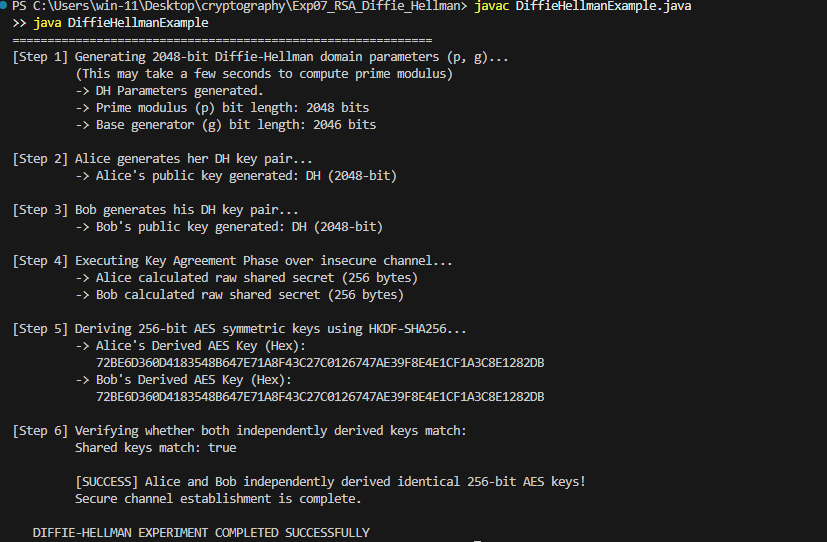 PS C:\Users\win-11\Desktop\cryptography\Exp07_RSA_Diffie_Hellman> javac DiffieHellmanExample.java
>> java DiffieHellmanExample
============================================================
[Step 1] Generating 2048-bit Diffie-Hellman domain parameters (p, g)...
         (This may take a few seconds to compute prime modulus)
         -> DH Parameters generated.
         -> Prime modulus (p) bit length: 2048 bits
         -> Base generator (g) bit length: 2046 bits

[Step 2] Alice generates her DH key pair...
         -> Alice's public key generated: DH (2048-bit)

[Step 3] Bob generates his DH key pair...
         -> Bob's public key generated: DH (2048-bit)

[Step 4] Executing Key Agreement Phase over insecure channel...
         -> Alice calculated raw shared secret (256 bytes)
         -> Bob calculated raw shared secret (256 bytes)

[Step 5] Deriving 256-bit AES symmetric keys using HKDF-SHA256...
         -> Alice's Derived AES Key (Hex):
            72BE6D360D4183548B647E71A8F43C27C0126747AE39F8E4E1CF1A3C8E1282DB
         -> Bob's Derived AES Key (Hex):
            72BE6D360D4183548B647E71A8F43C27C0126747AE39F8E4E1CF1A3C8E1282DB

[Step 6] Verifying whether both independently derived keys match:
         Shared keys match: true

         [SUCCESS] Alice and Bob independently derived identical 256-bit AES keys!
         Secure channel establishment is complete.

   DIFFIE-HELLMAN EXPERIMENT COMPLETED SUCCESSFULLY